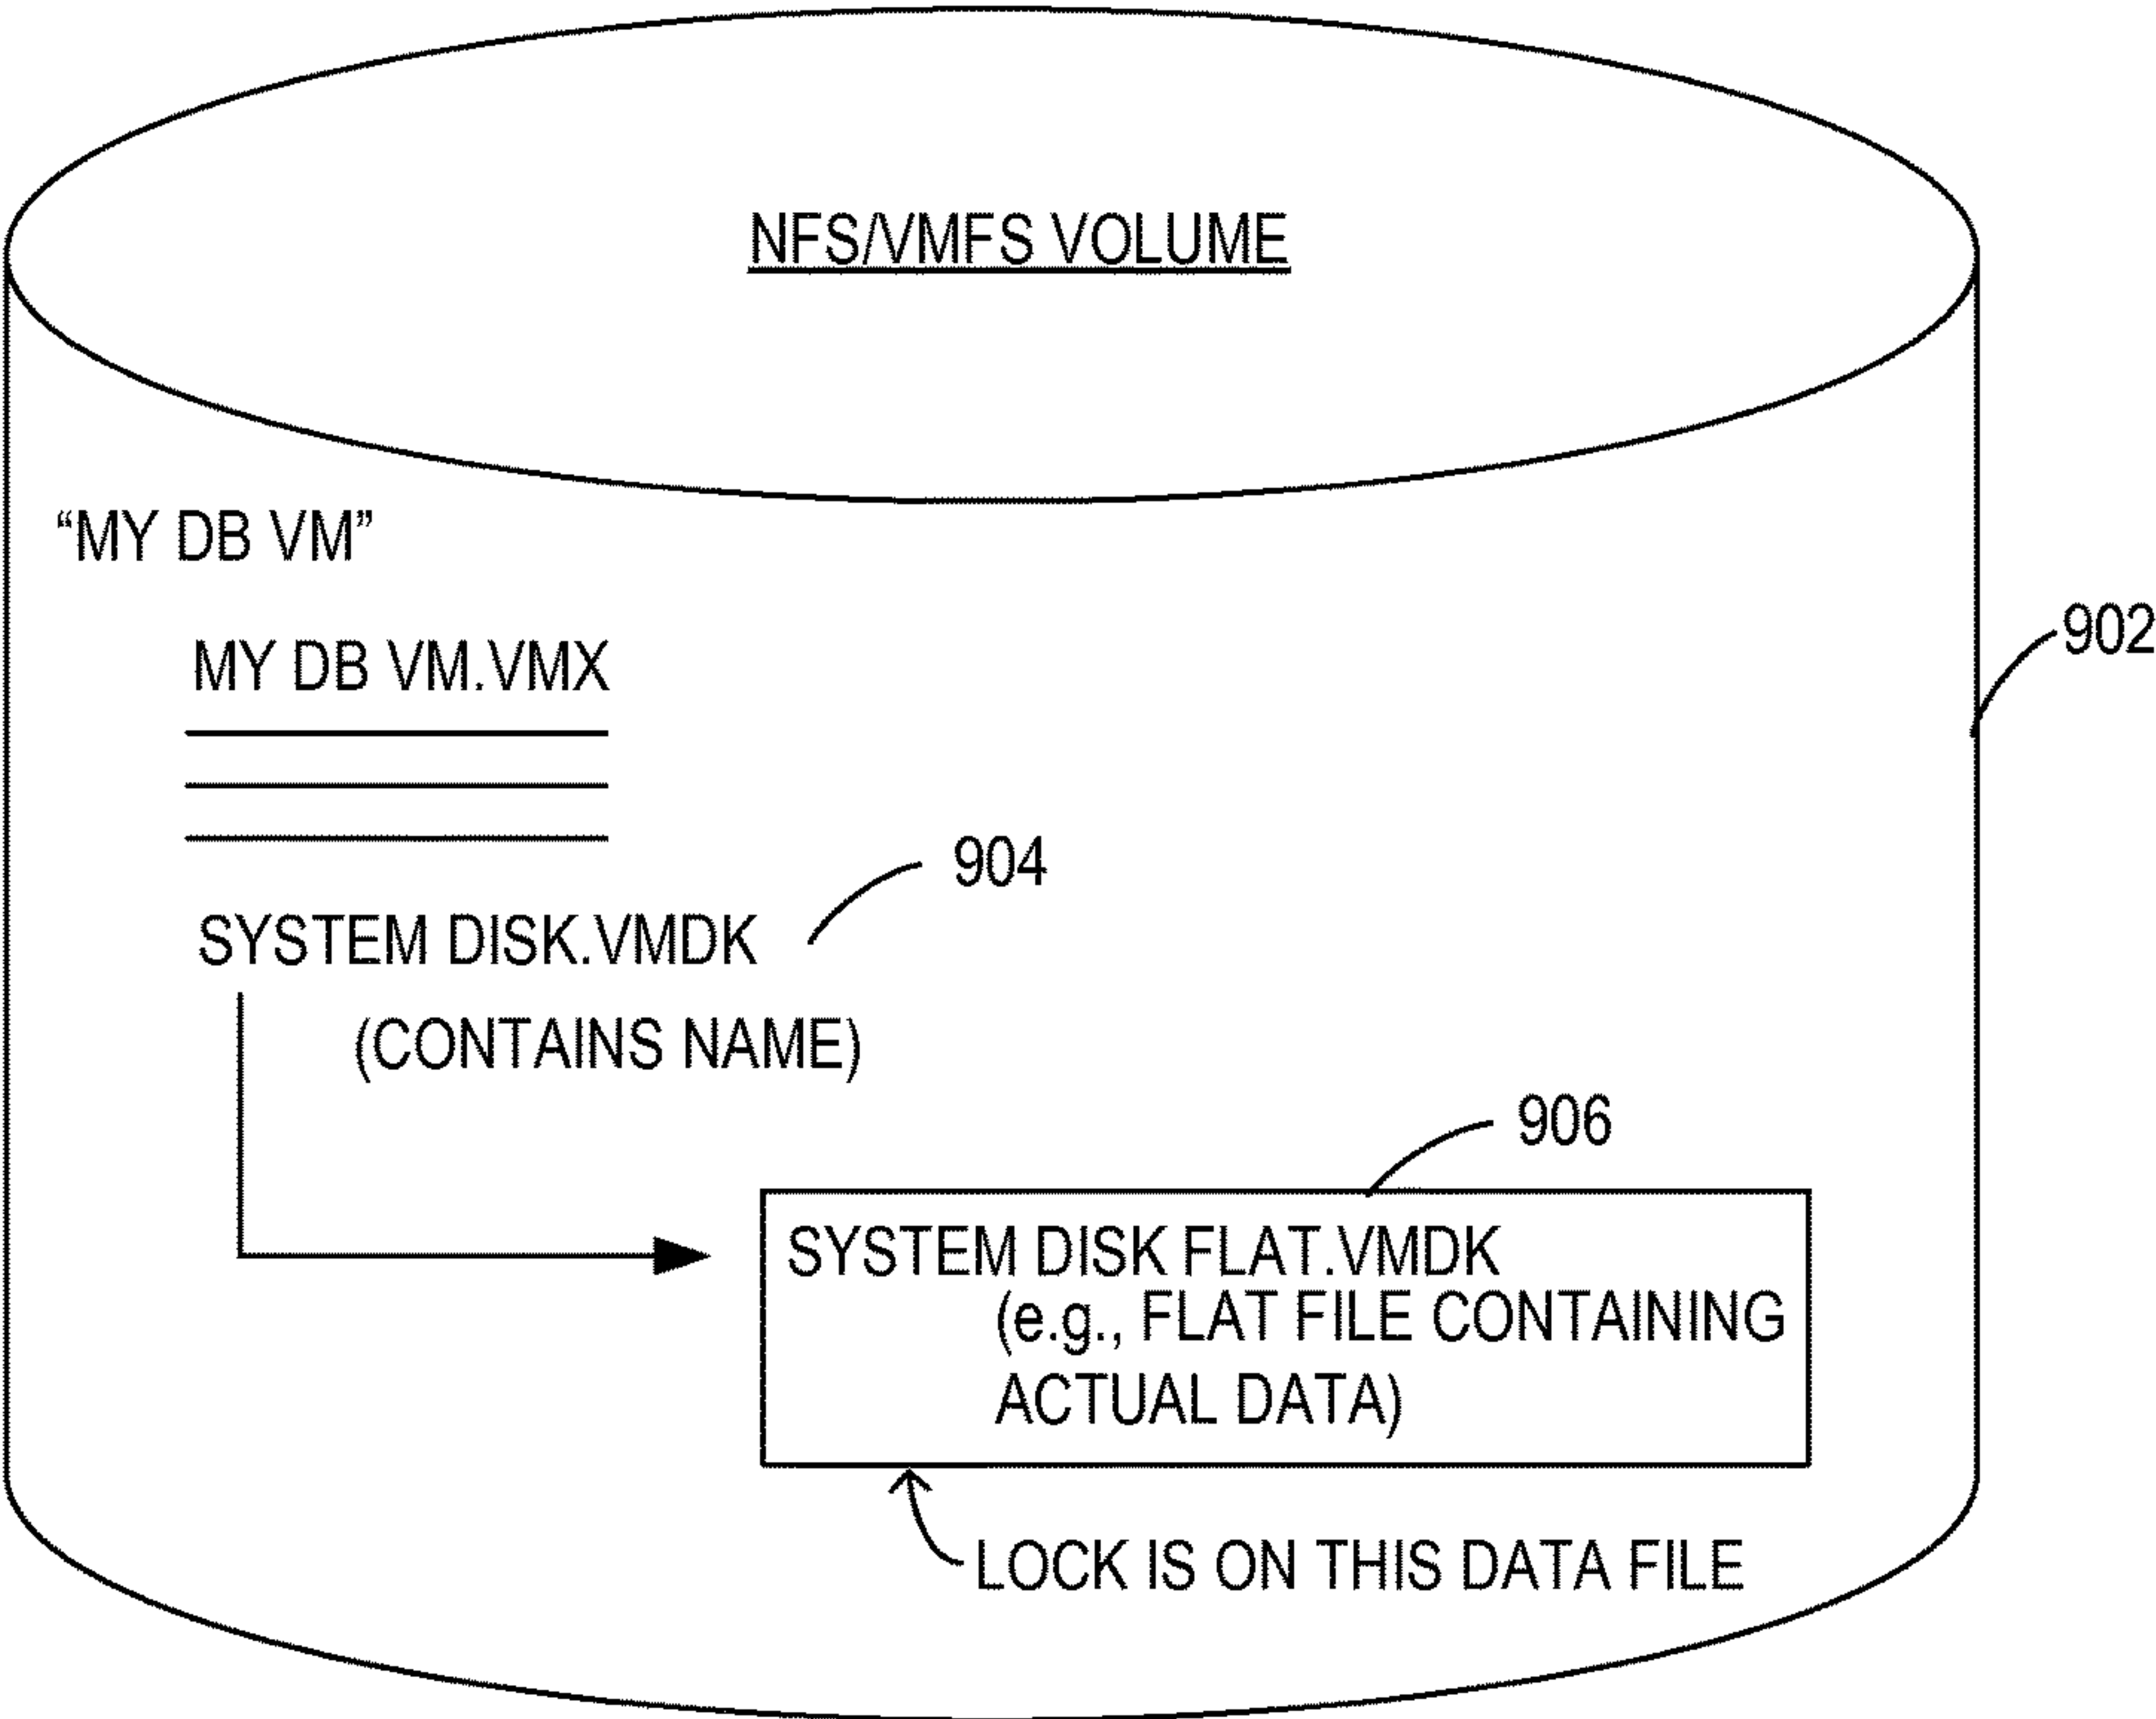 NFS/VMFS VOLUME
“MY DB VM”
MY DB VM.VMX
902
904
SYSTEM DISK.VMDK
(CONTAINS NAME)
906
SYSTEM DISK FLAT.VMDK
(e.g., FLAT FILE CONTAINING
ACTUAL DATA)
LOCK IS ON THIS DATA FILE